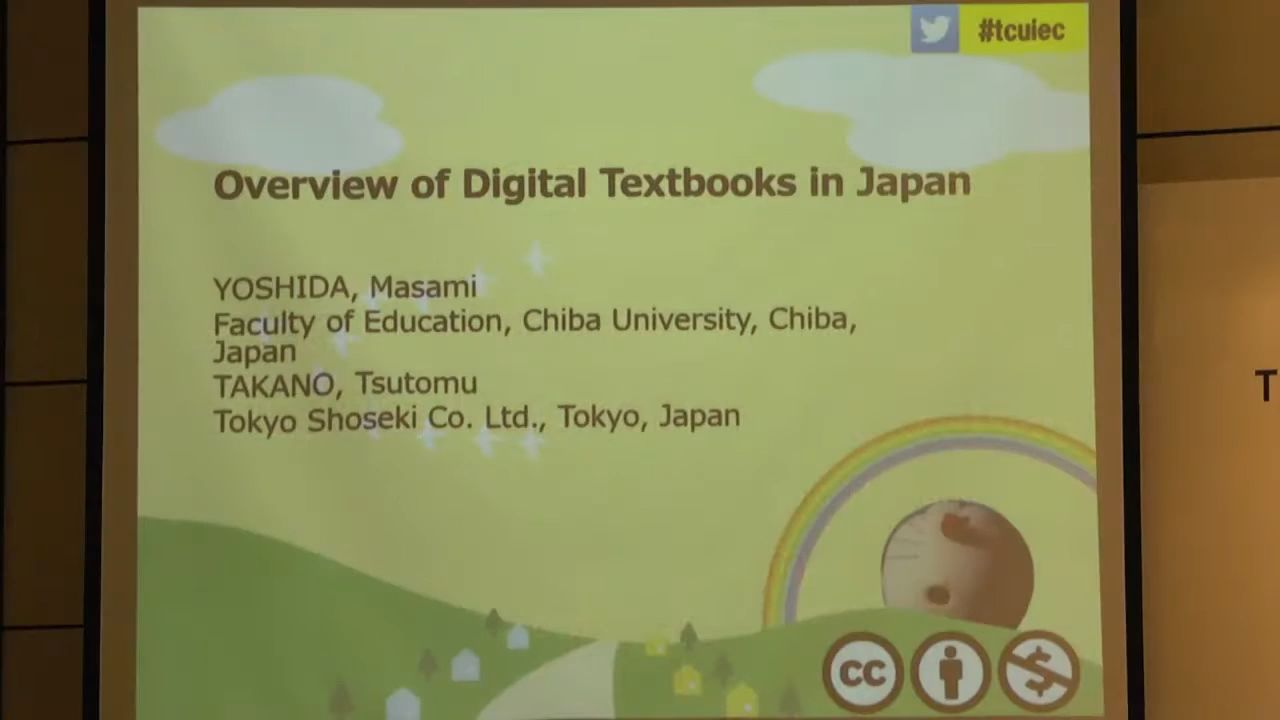 #tcuiec
Overview of Digital Textbooks in Japan
YOSHIDA, Masami
Faculty of Education, Chiba University, Chiba,
Japan
TAKANO, Tsutomu
Tokyo Shoseki Co. Ltd., Tokyo, Japan
T
cc
$